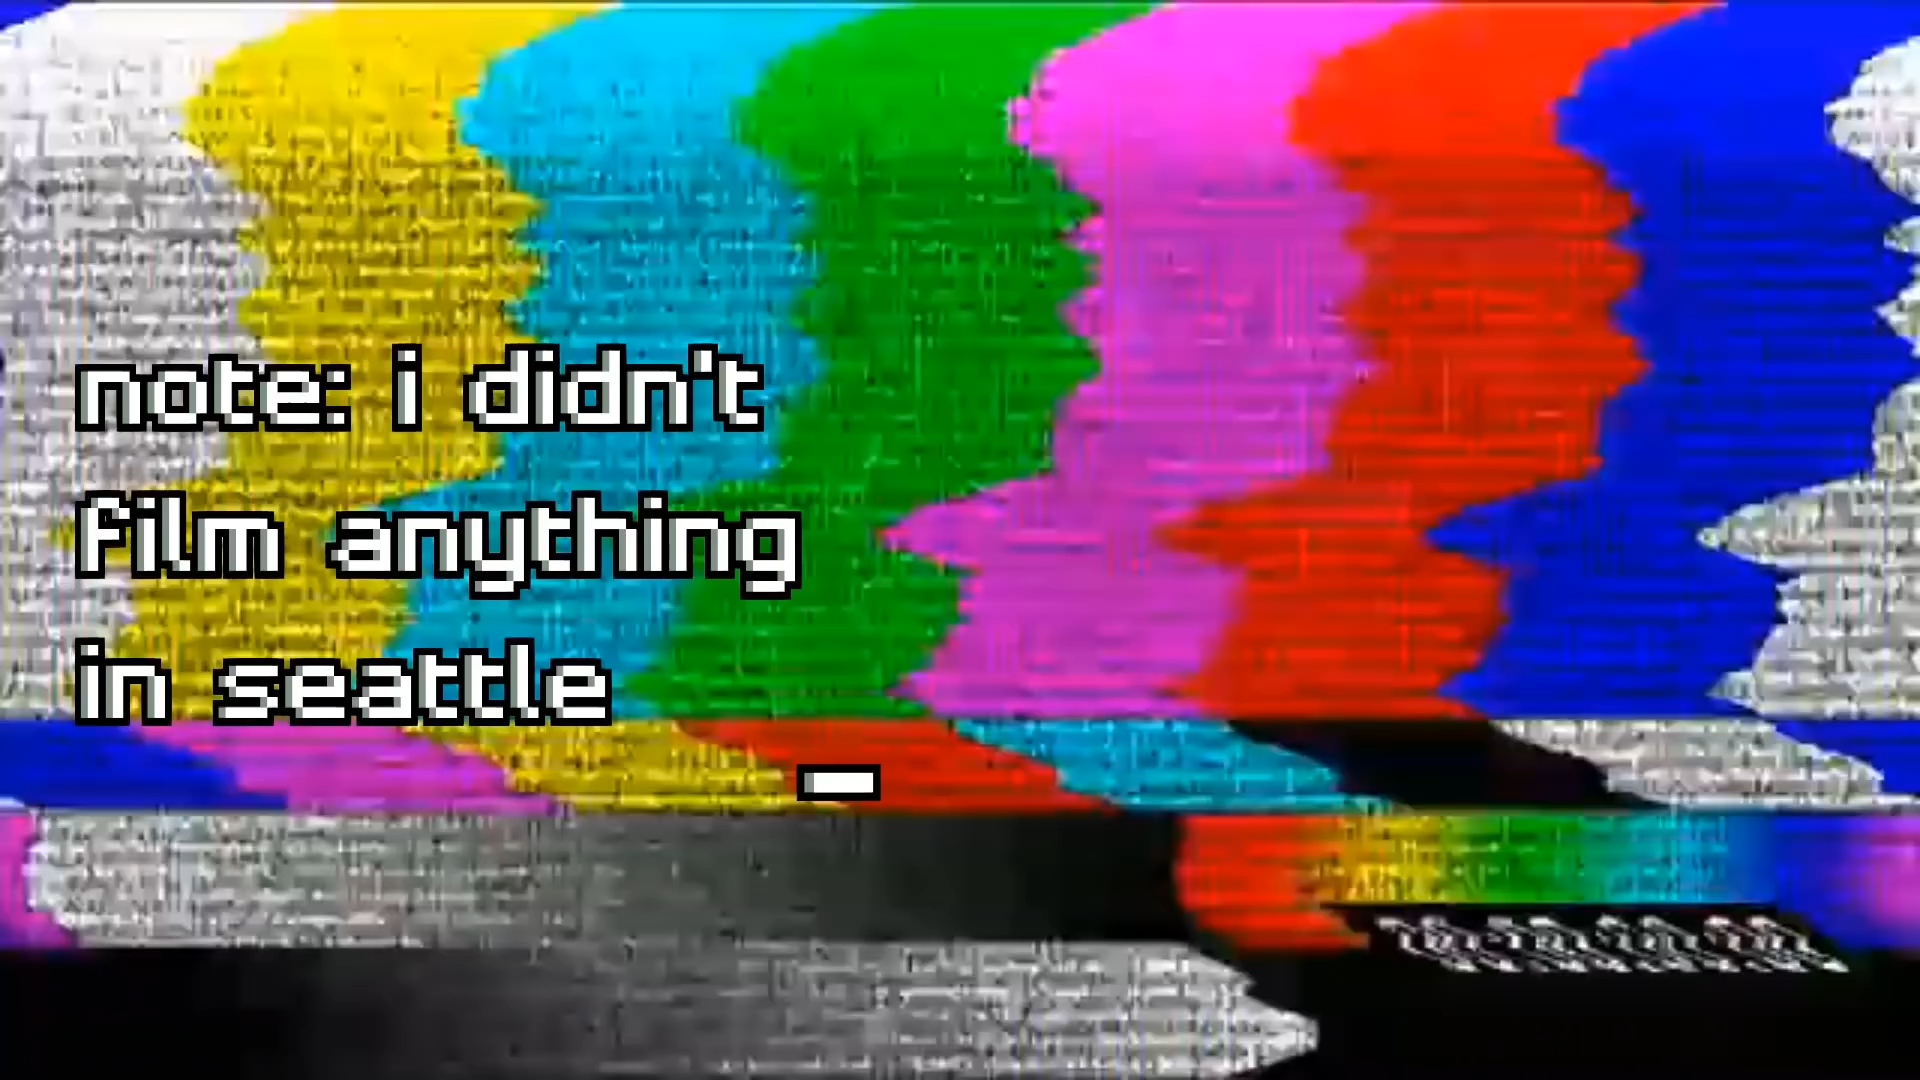 note: i didn't
film anything
in seattle
_